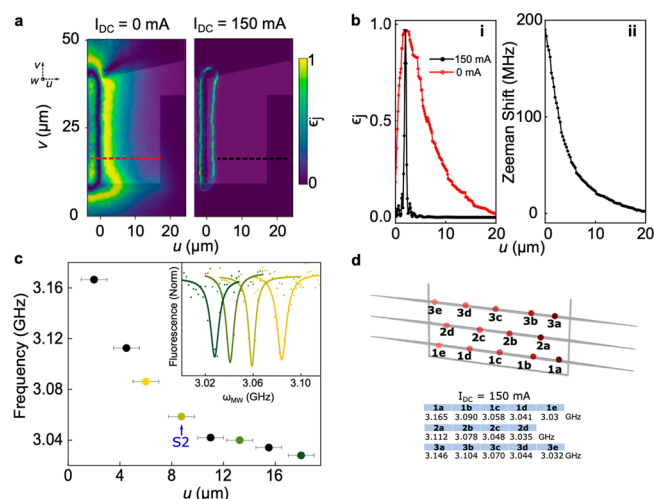 a
I_DC = 0 mA
I_DC = 150 mA
v
w
u
50
25
0
v (μm)
0
10
20
0
10
20
u (μm)
1
0
ϵj
b
i
ii
1.0
0.5
0.0
ϵj
150 mA
0 mA
0
10
20
200
100
0
Zeeman Shift (MHz)
0
10
20
u (μm)
c
Frequency (GHz)
3.16
3.12
3.08
3.04
0
4
8
12
16
u (μm)
S2
Fluorescence (Norm)
3.02
3.06
3.10
ω_MW (GHz)
d
3e
3d
3c
3b
3a
2d
2c
2b
2a
1e
1d
1c
1b
1a
I_DC = 150 mA
1a 1b 1c 1d 1e
3.165 3.090 3.058 3.041 3.03 GHz
2a 2b 2c 2d
3.112 3.078 3.048 3.035 GHz
3a 3b 3c 3d 3e
3.146 3.104 3.070 3.044 3.032 GHz